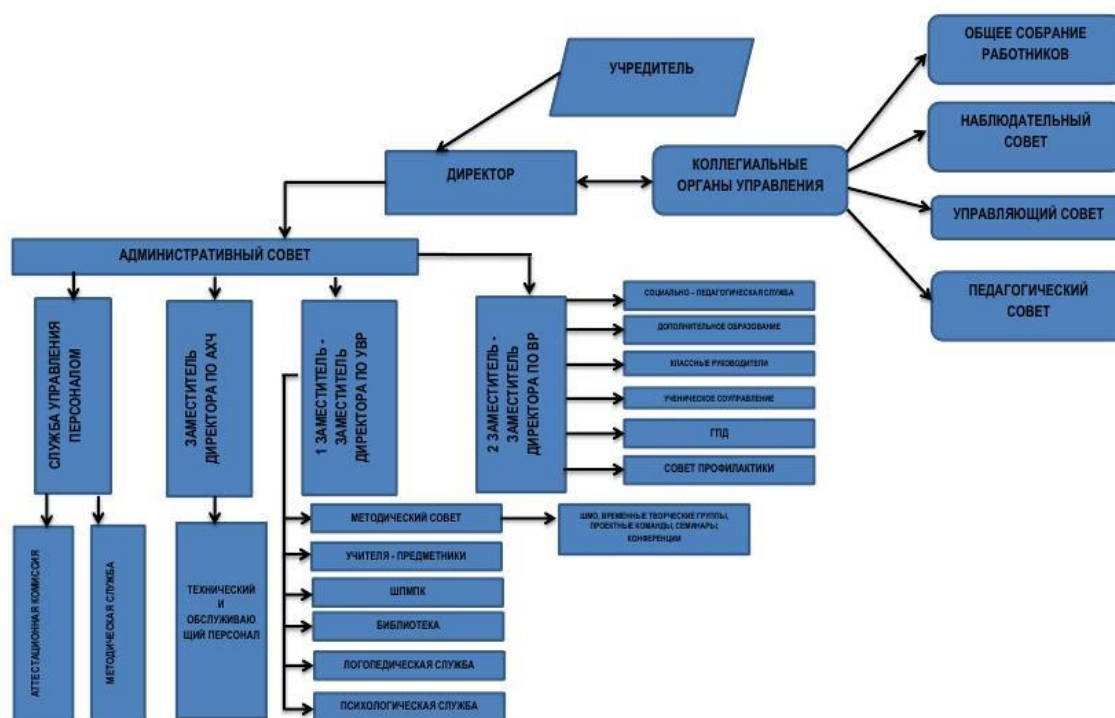 УЧРЕДИТЕЛЬ
ОБЩЕЕ СОБРАНИЕ
РАБОТНИКОВ
НАБЛЮДАТЕЛЬНЫЙ
СОВЕТ
ДИРЕКТОР
КОЛЛЕГИАЛЬНЫЕ
ОРГАНЫ УПРАВЛЕНИЯ
УПРАВЛЯЮЩИЙ СОВЕТ
ПЕДАГОГИЧЕСКИЙ
СОВЕТ
АДМИНИСТРАТИВНЫЙ СОВЕТ
СЛУЖБА УПРАВЛЕНИЯ
ПЕРСОНАЛОМ
ЗАМЕСТИТЕЛЬ
ДИРЕКТОРА ПО АХЧ
1 ЗАМЕСТИТЕЛЬ -
ЗАМЕСТИТЕЛЬ
ДИРЕКТОРА ПО УВР
2 ЗАМЕСТИТЕЛЬ -
ЗАМЕСТИТЕЛЬ
ДИРЕКТОРА ПО ВР
СОЦИАЛЬНО – ПЕДАГОГИЧЕСКАЯ СЛУЖБА
ДОПОЛНИТЕЛЬНОЕ ОБРАЗОВАНИЕ
КЛАССНЫЕ РУКОВОДИТЕЛИ
УЧЕНИЧЕСКОЕ СОУПРАВЛЕНИЕ
ГПД
СОВЕТ ПРОФИЛАКТИКИ
АТТЕСТАЦИОННАЯ КОМИССИЯ
МЕТОДИЧЕСКАЯ СЛУЖБА
ТЕХНИЧЕСКИЙ
И
ОБСЛУЖИВАЮ
ЩИЙ ПЕРСОНАЛ
МЕТОДИЧЕСКИЙ СОВЕТ
ШМО, ВРЕМЕННЫЕ ТВОРЧЕСКИЕ ГРУППЫ,
ПРОЕКТНЫЕ КОМАНДЫ, СЕМИНАРЫ,
КОНФЕРЕНЦИИ
УЧИТЕЛЯ - ПРЕДМЕТНИКИ
ШПМПК
БИБЛИОТЕКА
ЛОГОПЕДИЧЕСКАЯ СЛУЖБА
ПСИХОЛОГИЧЕСКАЯ СЛУЖБА